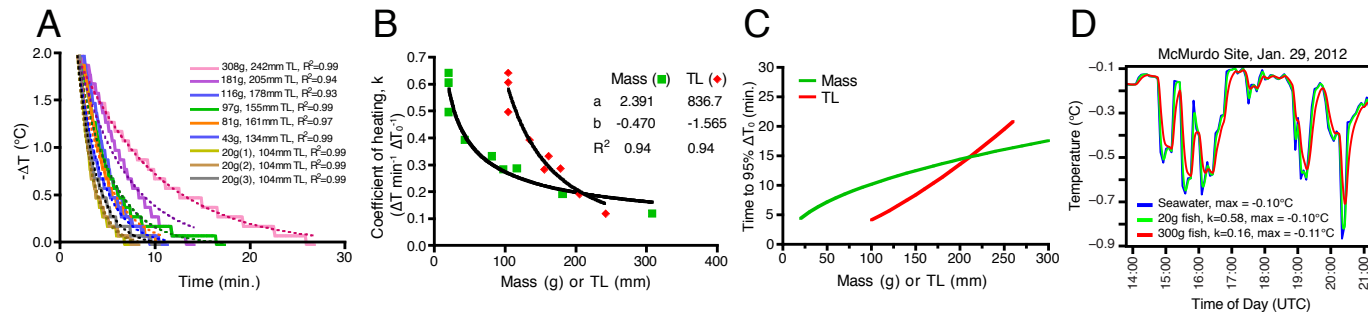 A
-ΔT (°C)
2.0
1.5
1.0
0.5
0.0
0
10
20
30
Time (min.)
308g, 242mm TL, R²=0.99
181g, 205mm TL, R²=0.94
116g, 178mm TL, R²=0.93
97g, 155mm TL, R²=0.99
81g, 161mm TL, R²=0.97
43g, 134mm TL, R²=0.99
20g(1), 104mm TL, R²=0.99
20g(2), 104mm TL, R²=0.99
20g(3), 104mm TL, R²=0.99
B
Coefficient of heating, k
(ΔT min⁻¹ ΔT₀⁻¹)
0.7
0.6
0.5
0.4
0.3
0.2
0.1
0
0
100
200
300
400
Mass (g) or TL (mm)
Mass (■) TL (♦)
a 2.391 836.7
b -0.470 -1.565
R² 0.94 0.94
C
Time to 95% ΔT₀ (min.)
30
25
20
15
10
5
0
0
50
100
150
200
250
300
Mass (g) or TL (mm)
Mass
TL
D
McMurdo Site, Jan. 29, 2012
Temperature (°C)
−0.1
−0.3
−0.5
−0.7
−0.9
Seawater, max = -0.10°C
20g fish, k=0.58, max = -0.10°C
300g fish, k=0.16, max = -0.11°C
14:00
15:00
16:00
17:00
18:00
19:00
20:00
21:00
Time of Day (UTC)